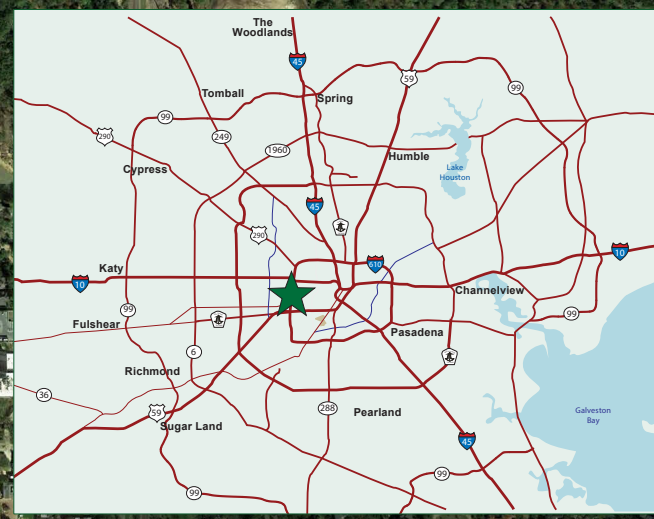 The
Woodlands
45
59
99
Tomball
Spring
99
290
249
1960
Humble
Cypress
Lake
Houston
45
290
610
10
Katy
10
Channelview
99
99
Fulshear
Pasadena
6
Richmond
36
288
59
Pearland
Galveston
Bay
Sugar Land
45
99
99